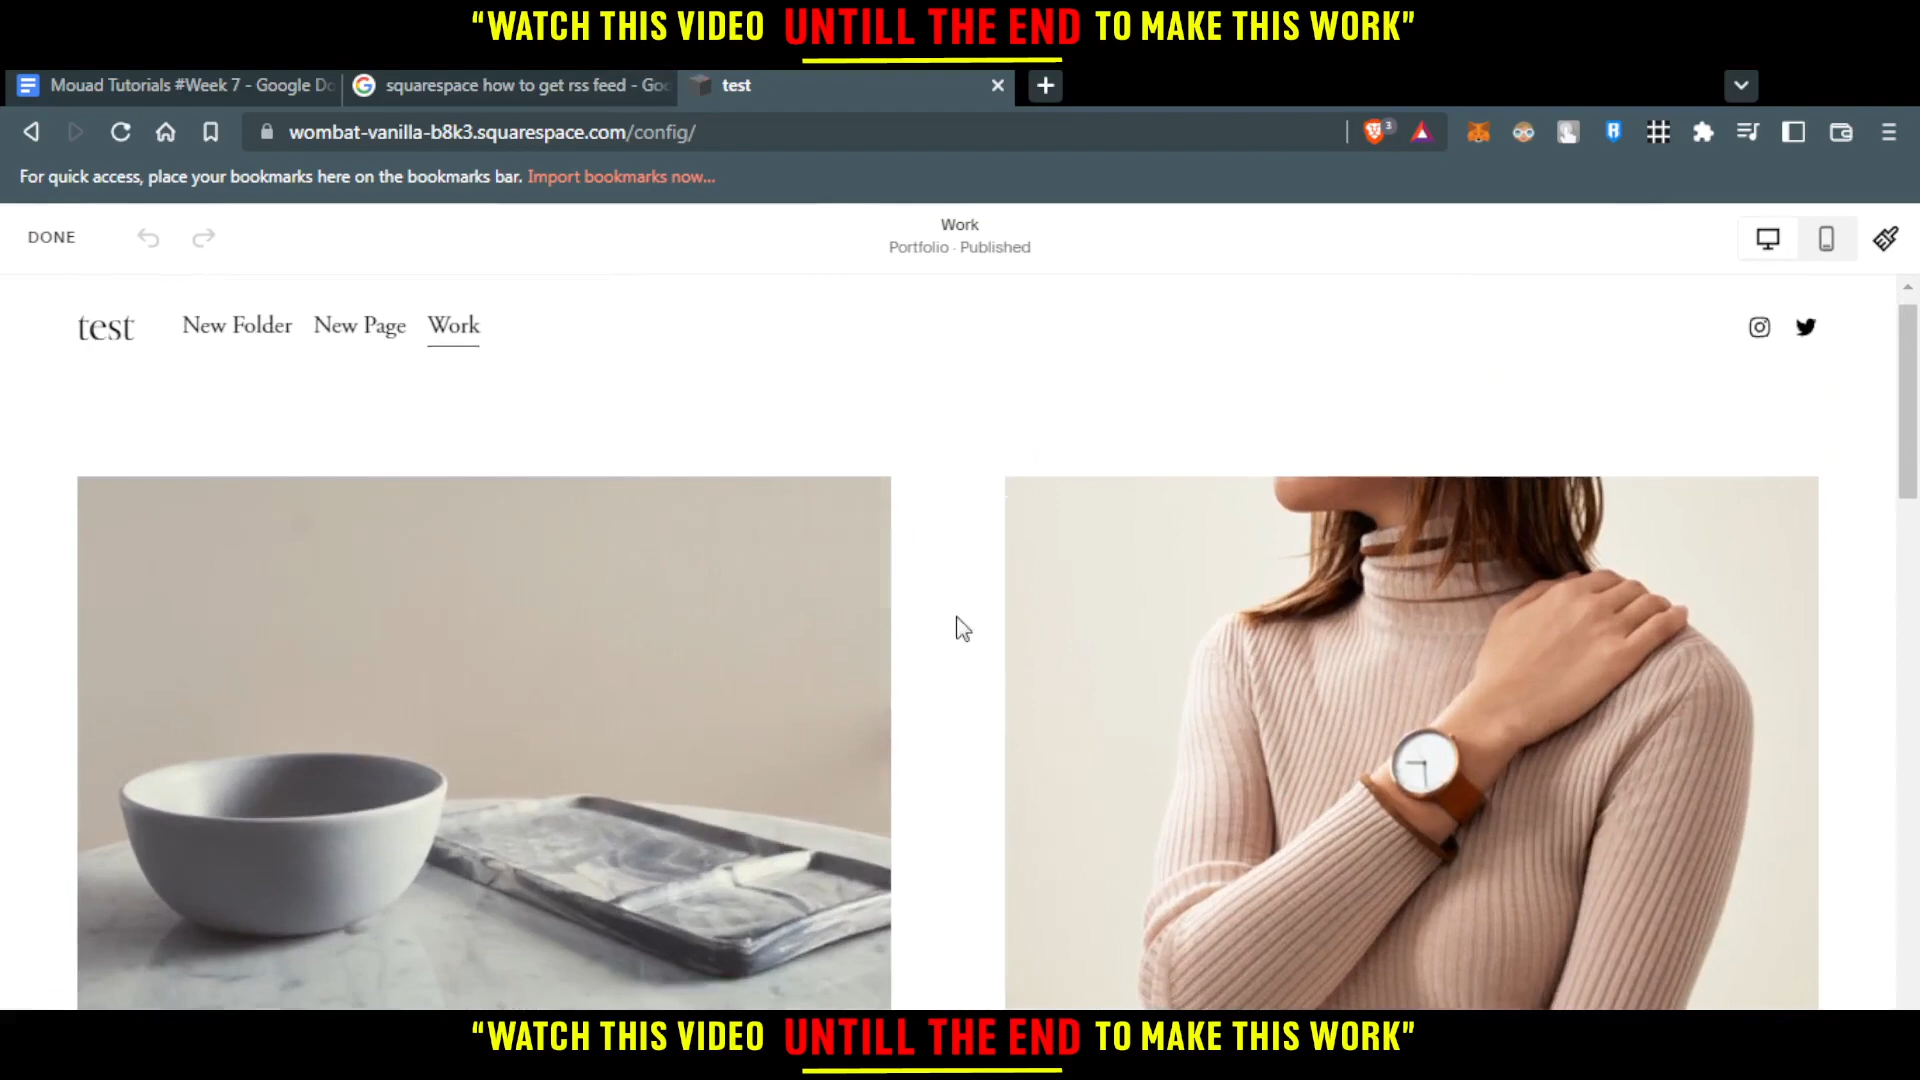 “WATCH THIS VIDEO UNTILL THE END TO MAKE THIS WORK”
Mouad Tutorials #Week 7 - Google Do
squarespace how to get rss feed - Goo
test
wombat-vanilla-b8k3.squarespace.com/config/
3
For quick access, place your bookmarks here on the bookmarks bar. Import bookmarks now...
DONE
Work
Portfolio · Published
test
New Folder
New Page
Work
“WATCH THIS VIDEO UNTILL THE END TO MAKE THIS WORK”